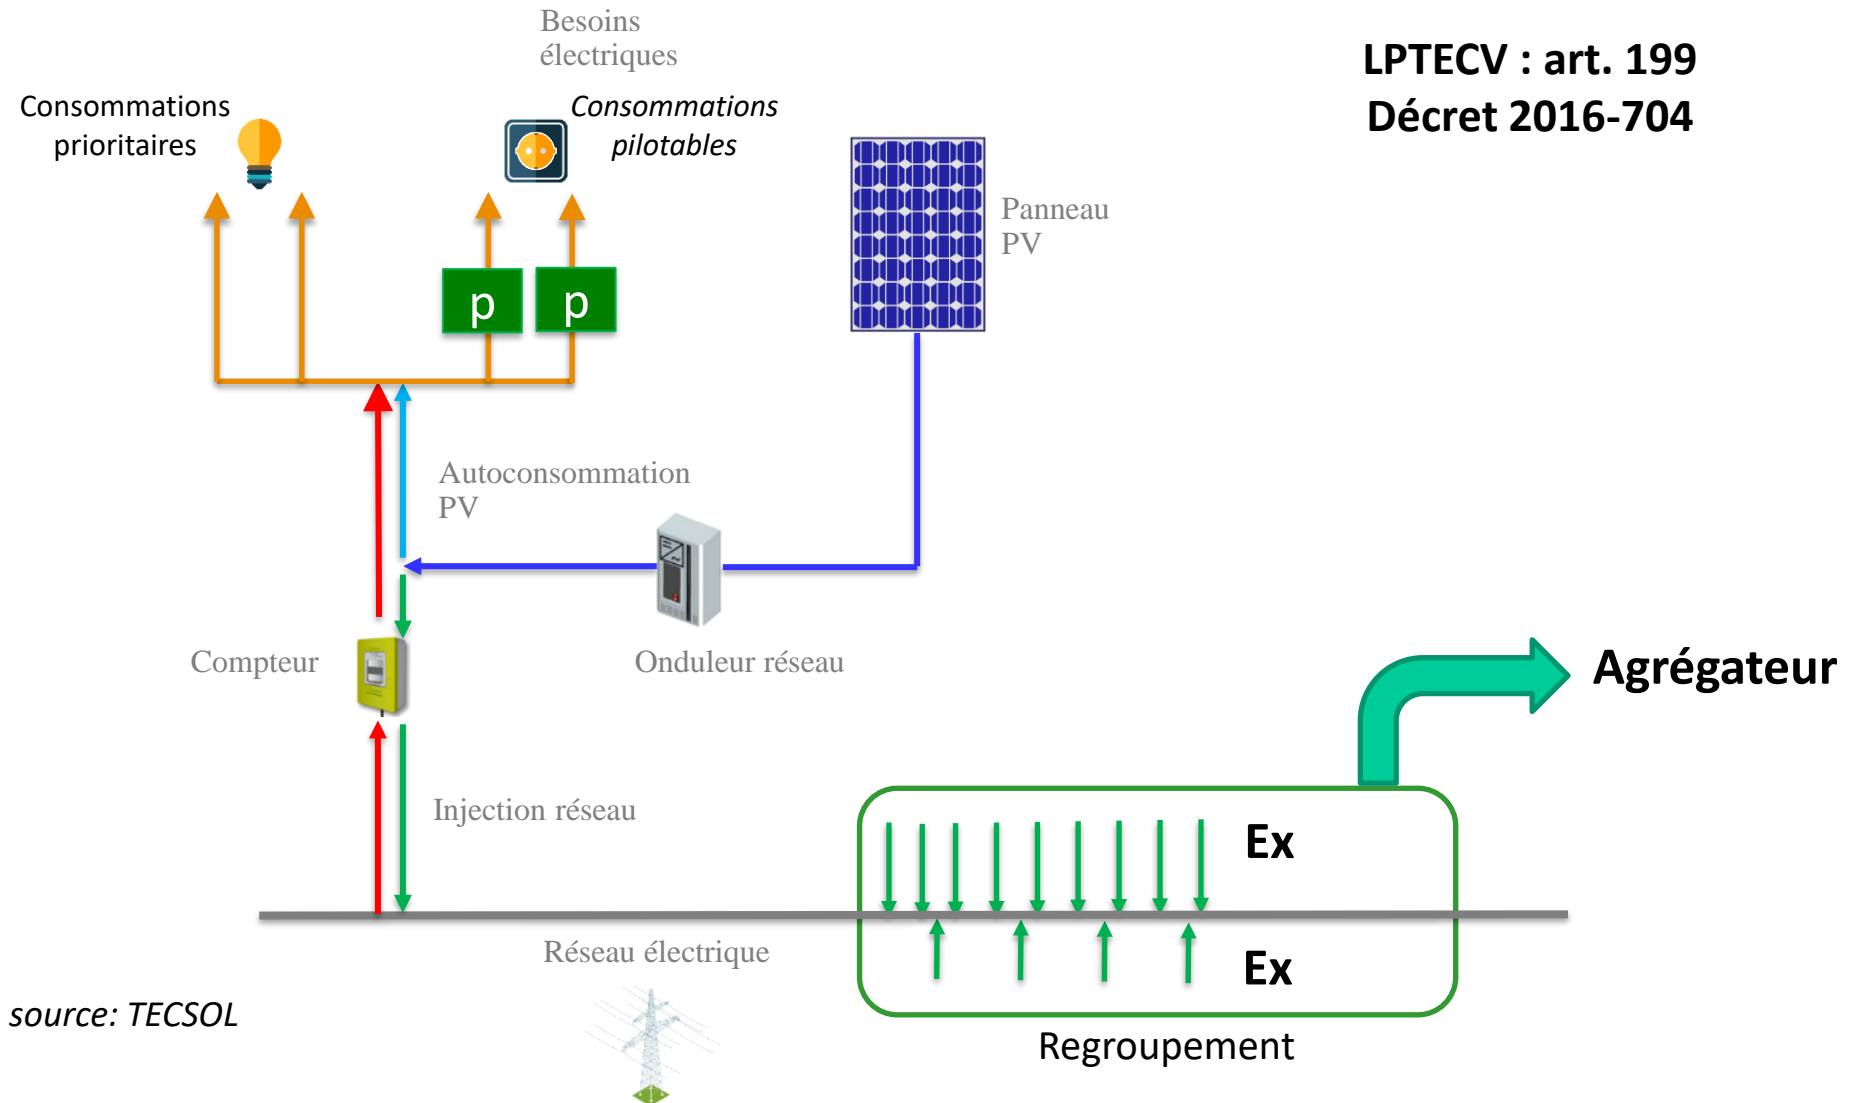 Besoins
électriques
LPTECV : art. 199
Décret 2016-704
Consommations
prioritaires
Consommations
pilotables
Panneau
PV
p
p
Autoconsommation
PV
Compteur
Onduleur réseau
Agrégateur
Injection réseau
Ex
Réseau électrique
Ex
source: TECSOL
Regroupement